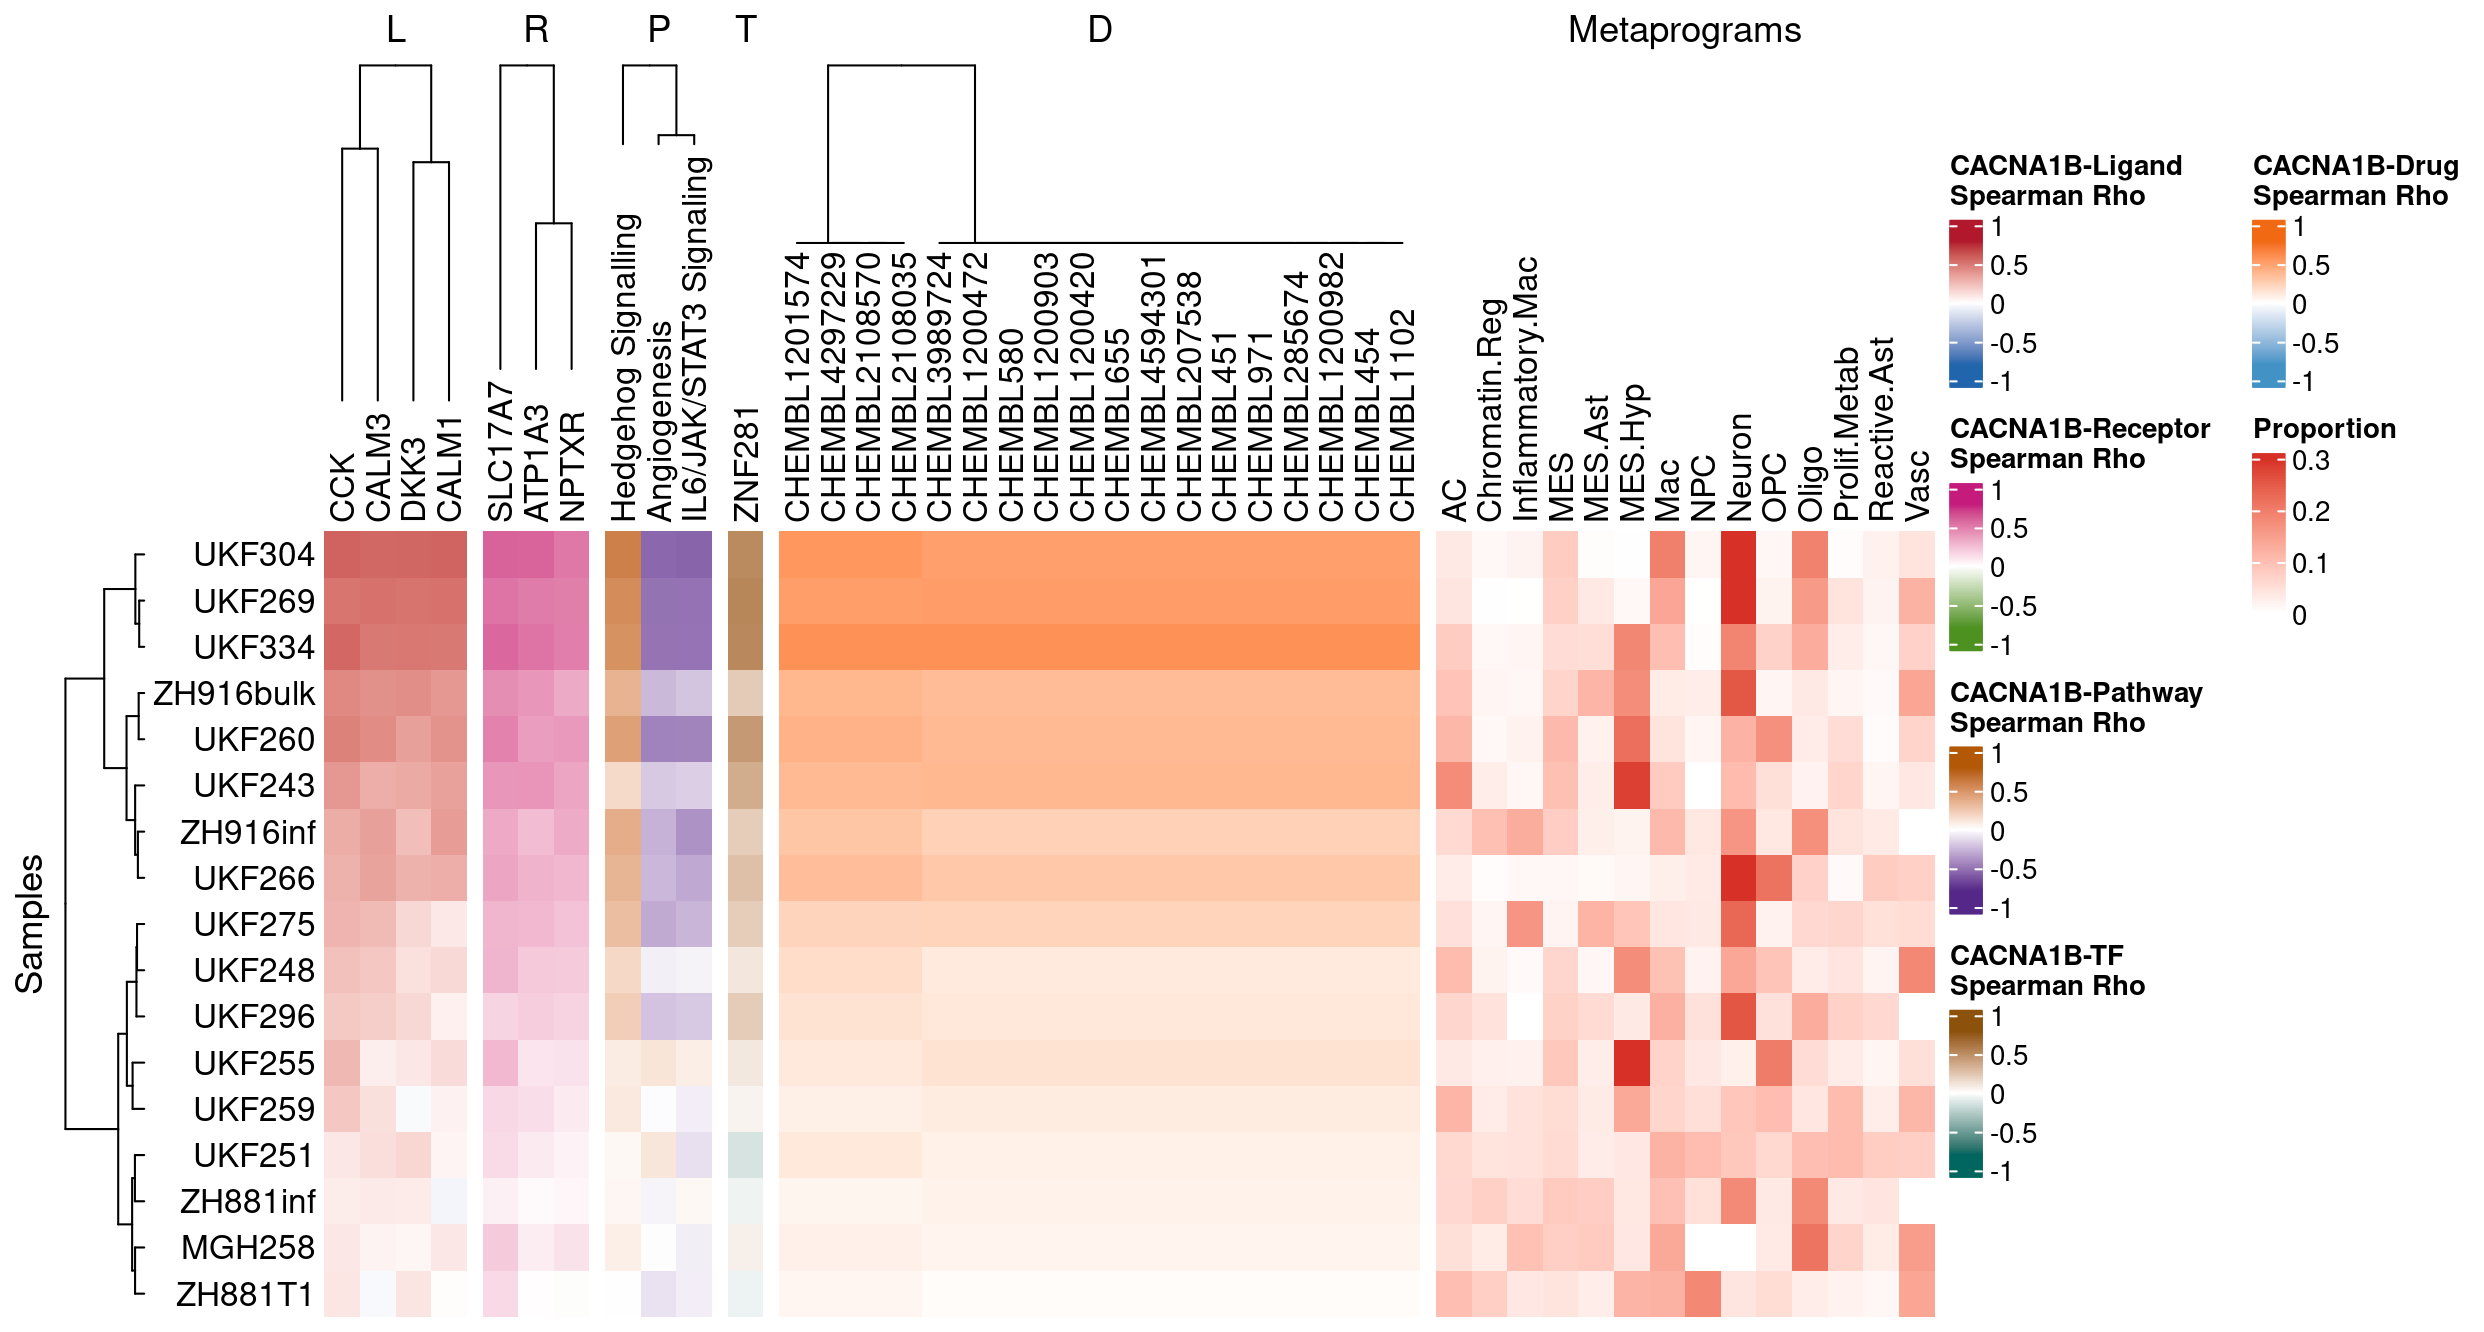 L R P T D Metaprograms
CCK
CALM3
DKK3
CALM1
SLC17A7
ATP1A3
NPTXR
Hedgehog Signalling
Angiogenesis
IL6/JAK/STAT3 Signaling
ZNF281
CHEMBL1201574
CHEMBL4297229
CHEMBL2108570
CHEMBL2108035
CHEMBL3989724
CHEMBL1200472
CHEMBL580
CHEMBL1200903
CHEMBL1200420
CHEMBL655
CHEMBL4594301
CHEMBL207538
CHEMBL451
CHEMBL971
CHEMBL285674
CHEMBL1200982
CHEMBL454
CHEMBL1102
AC
Chromatin.Reg
Inflammatory.Mac
MES
MES.Ast
MES.Hyp
Mac
NPC
Neuron
OPC
Oligo
Prolif.Metab
Reactive.Ast
Vasc
Samples
UKF304
UKF269
UKF334
ZH916bulk
UKF260
UKF243
ZH916inf
UKF266
UKF275
UKF248
UKF296
UKF255
UKF259
UKF251
ZH881inf
MGH258
ZH881T1
CACNA1B-Ligand
Spearman Rho
1
0.5
0
-0.5
-1
CACNA1B-Receptor
Spearman Rho
1
0.5
0
-0.5
-1
CACNA1B-Pathway
Spearman Rho
1
0.5
0
-0.5
-1
CACNA1B-TF
Spearman Rho
1
0.5
0
-0.5
-1
CACNA1B-Drug
Spearman Rho
1
0.5
0
-0.5
-1
Proportion
0.3
0.2
0.1
0